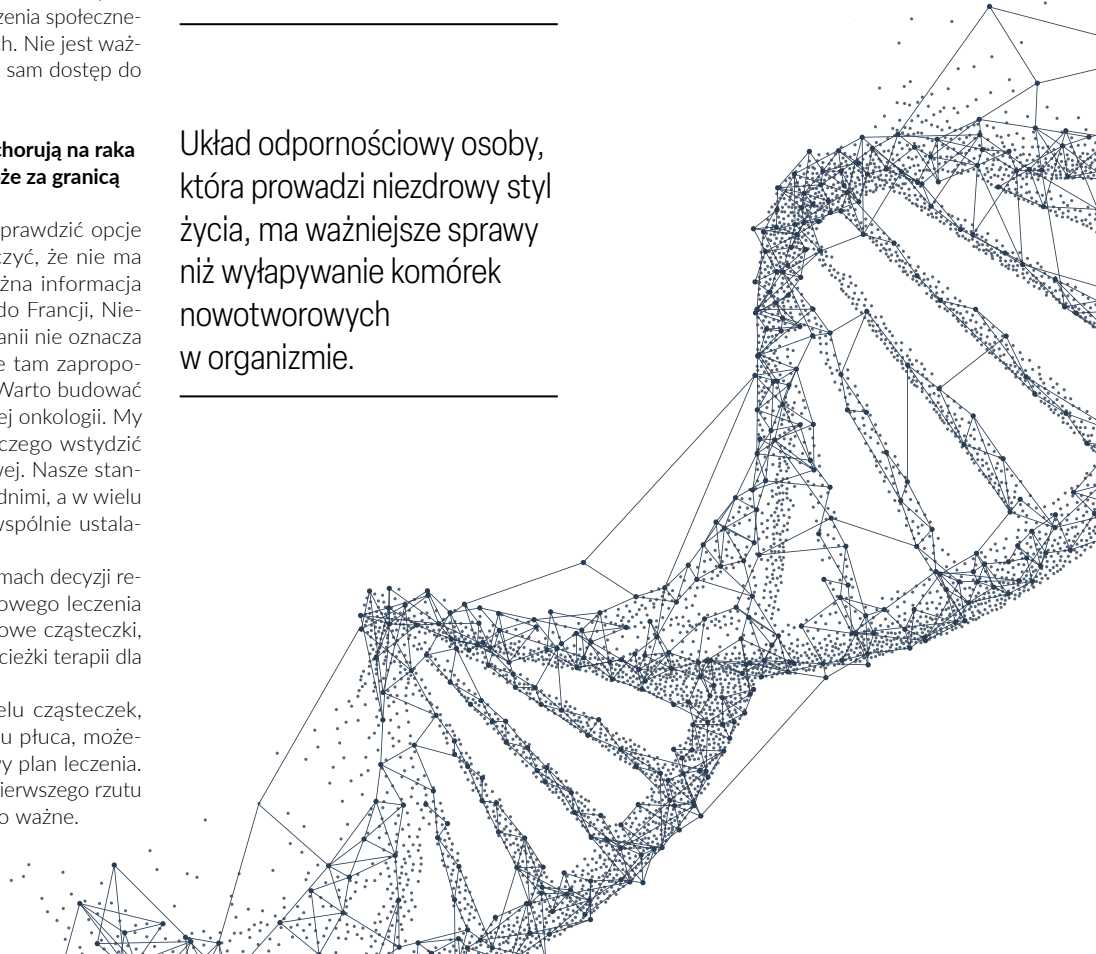 zenia społeczne-
ch. Nie jest waż-
sam dostęp do
chorują na raka
że za granicą
prawdzić opcje
czyć, że nie ma
żna informacja
do Francji, Nie-
anii nie oznacza
e tam zapropo-
Warto budować
ej onkologii. My
czego wstydzić
wej. Nasze stan-
dnimi, a w wielu
wspólnie ustala-
mach decyzji re-
owego leczenia
owe cząsteczki,
cieżki terapii dla
elu cząsteczek,
u płuca, może-
wy plan leczenia.
ierwszego rzutu
o ważne.
Układ odpornościowy osoby,
która prowadzi niezdrowy styl
życia, ma ważniejsze sprawy
niż wyłapywanie komórek
nowotworowych
w organizmie.